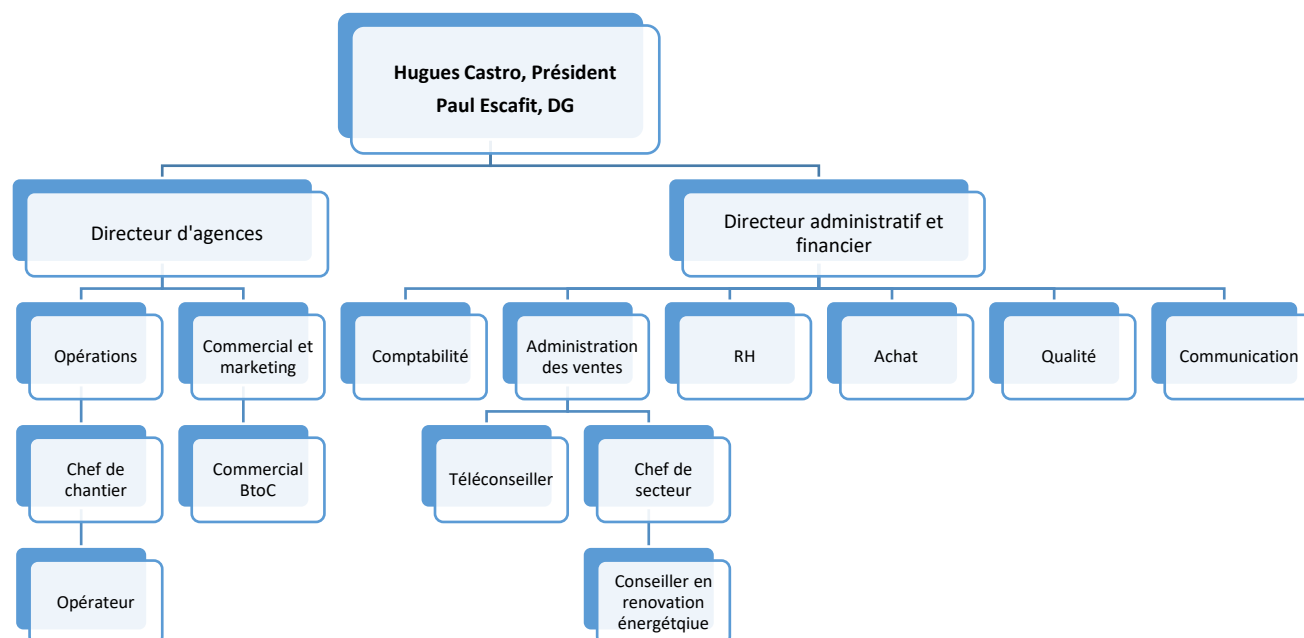 Hugues Castro, Président
Paul Escafit, DG
Directeur d'agences
Directeur administratif et
financier
Opérations
Commercial et
marketing
Comptabilité
Administration
des ventes
RH
Achat
Qualité
Communication
Chef de
chantier
Commercial
BtoC
Téléconseiller
Chef de
secteur
Opérateur
Conseiller en
renovation
énergétqiue